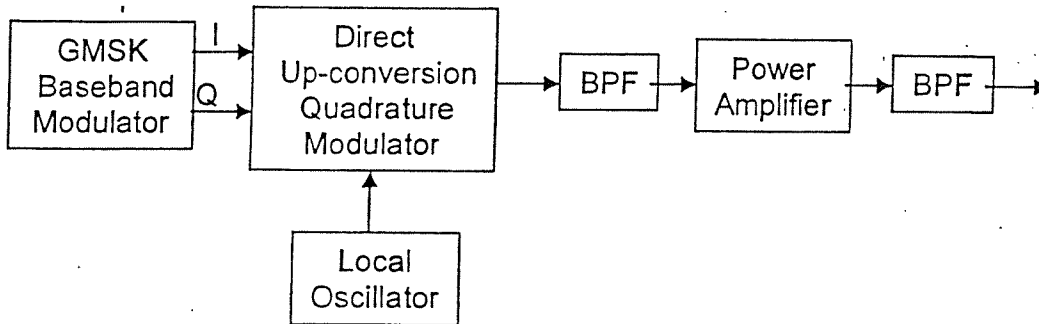 GMSK
Baseband
Modulator
I
Q
Direct
Up-conversion
Quadrature
Modulator
BPF
Power
Amplifier
BPF
Local
Oscillator